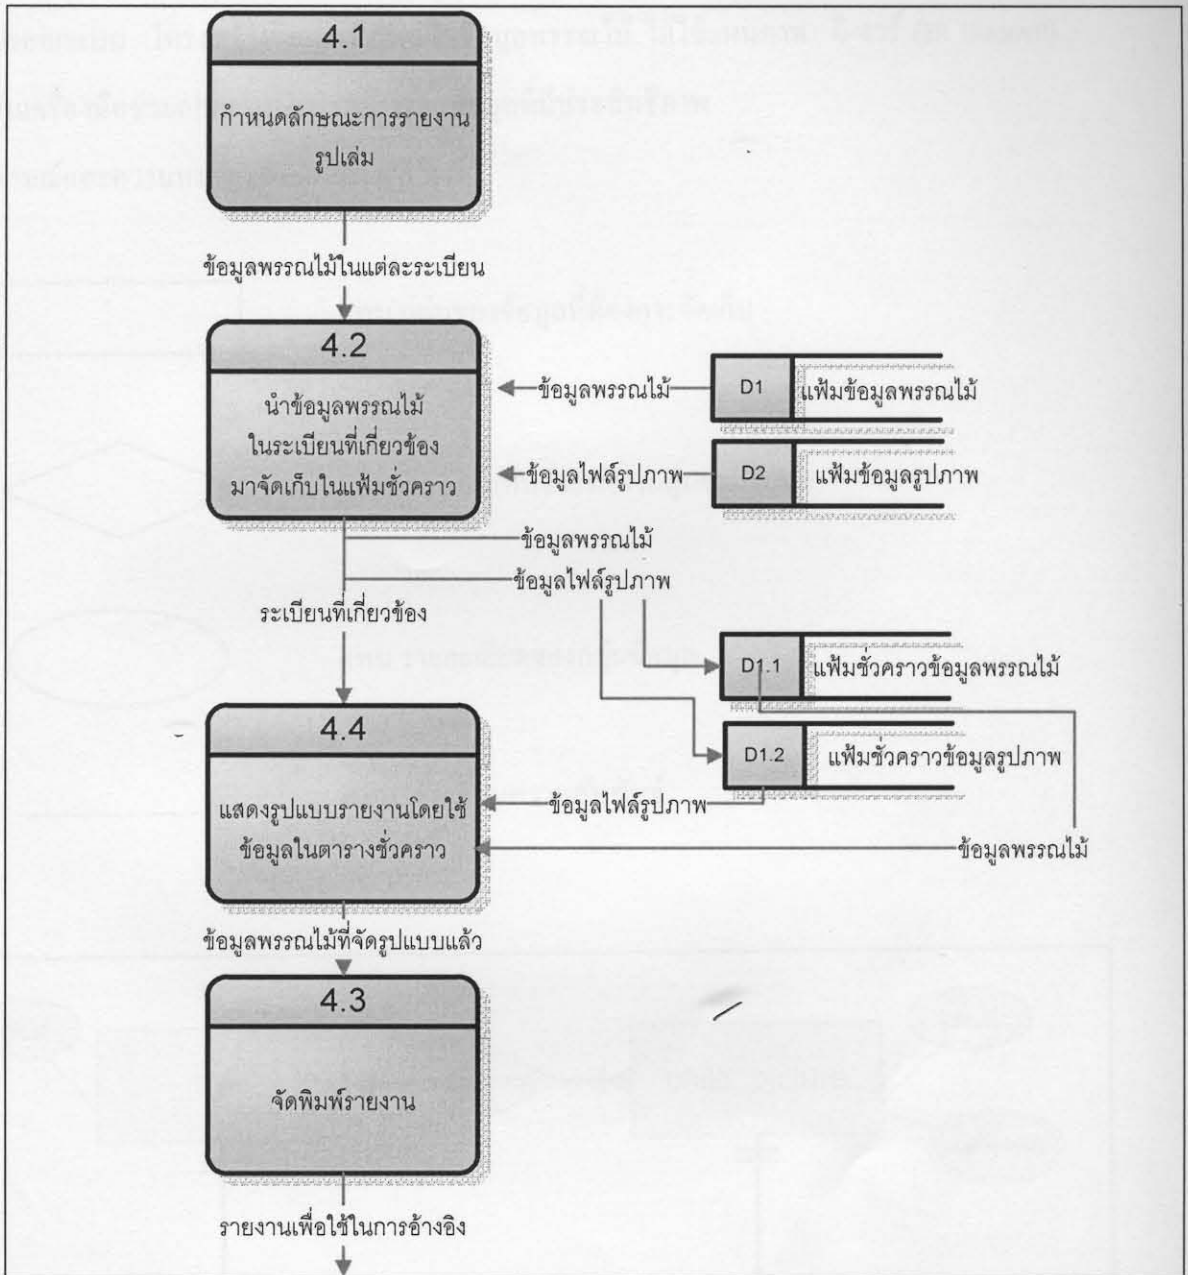 4.1
กำหนดลักษณะการรายงาน
รูปเล่ม
ข้อมูลพรรณไม้ในแต่ละระเบียน
4.2
นำข้อมูลพรรณไม้
ในระเบียนที่เกี่ยวข้อง
มาจัดเก็บในแฟ้มชั่วคราว
ข้อมูลพรรณไม้
D1
แฟ้มข้อมูลพรรณไม้
ข้อมูลไฟล์รูปภาพ
D2
แฟ้มข้อมูลรูปภาพ
ข้อมูลพรรณไม้
ข้อมูลไฟล์รูปภาพ
ระเบียนที่เกี่ยวข้อง
D1.1
แฟ้มชั่วคราวข้อมูลพรรณไม้
D1.2
แฟ้มชั่วคราวข้อมูลรูปภาพ
4.4
แสดงรูปแบบรายงานโดยใช้
ข้อมูลในตารางชั่วคราว
ข้อมูลไฟล์รูปภาพ
ข้อมูลพรรณไม้
ข้อมูลพรรณไม้ที่จัดรูปแบบแล้ว
4.3
จัดพิมพ์รายงาน
รายงานเพื่อใช้ในการอ้างอิง